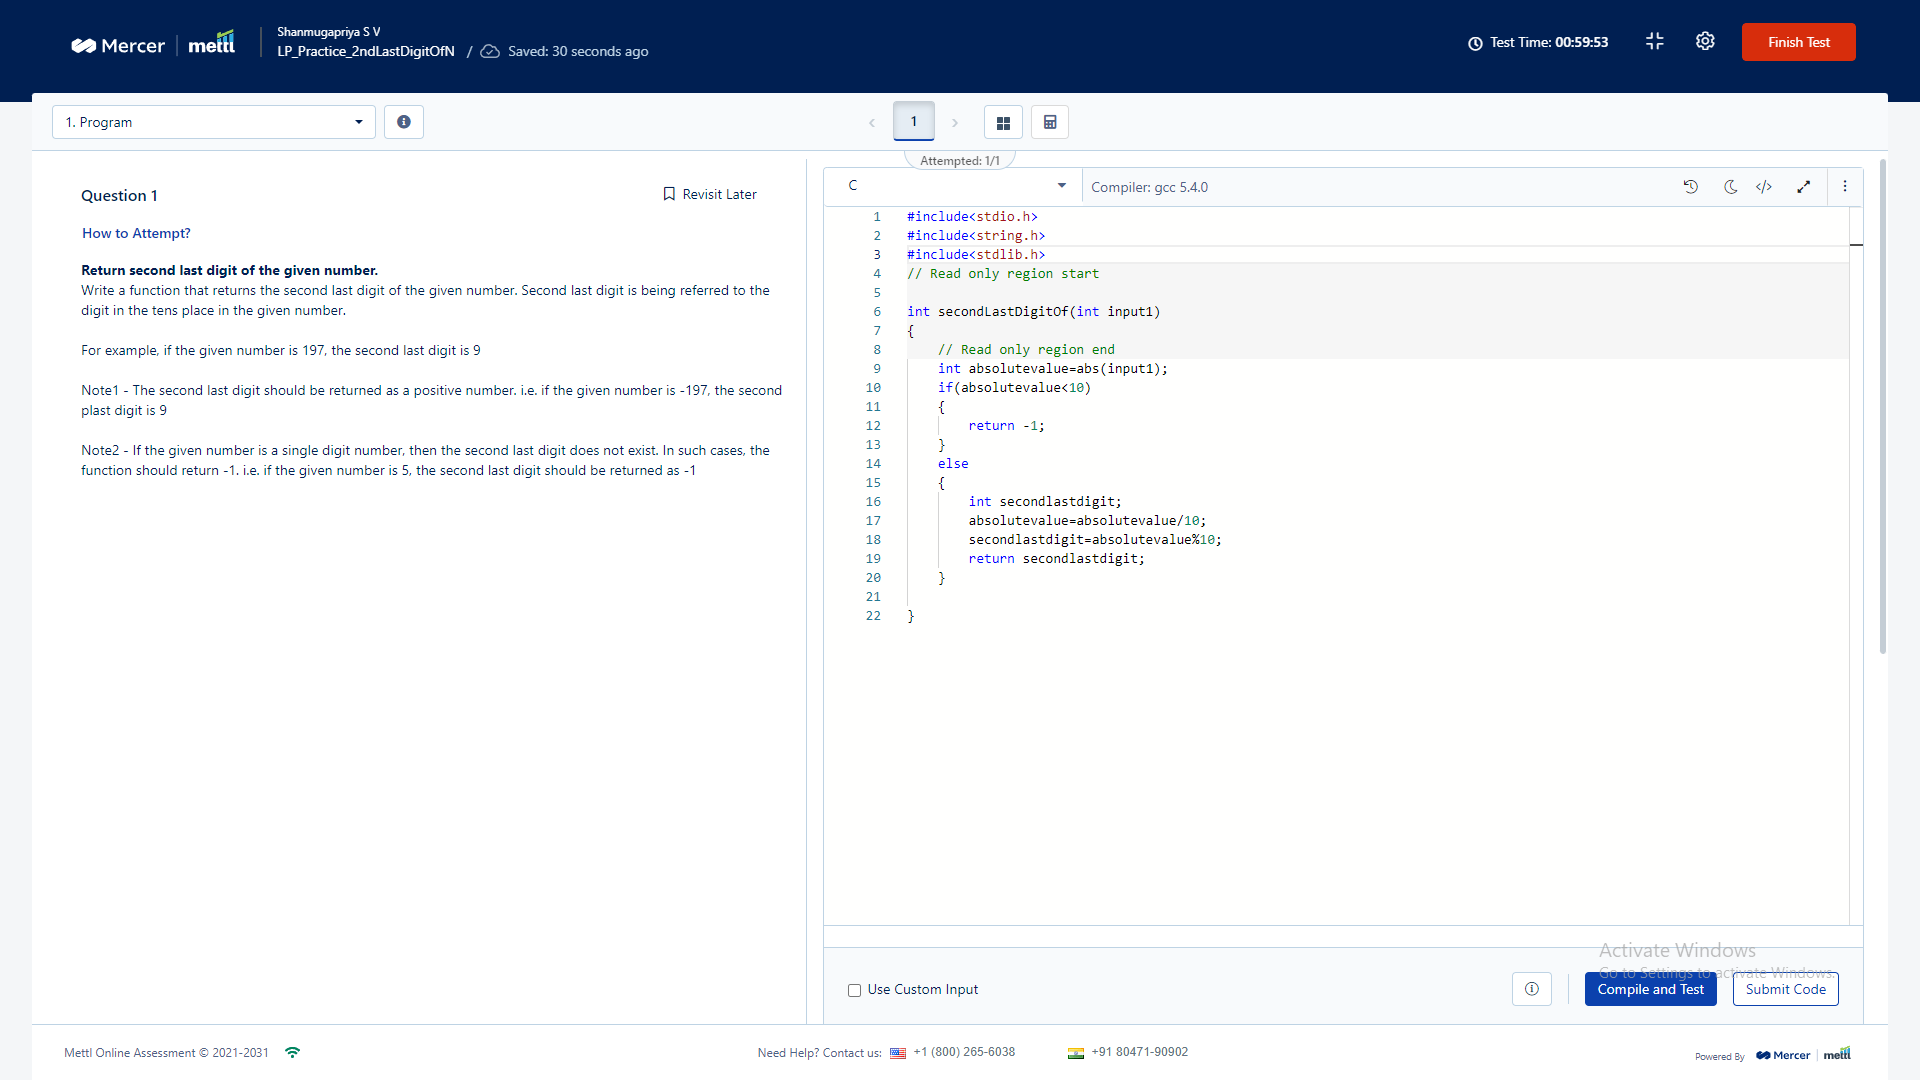 Mercer mettl
Shanmugapriya S V
LP_Practice_2ndLastDigitOfN / Saved: 30 seconds ago
Test Time: 00:59:53
Finish Test
1. Program
1
Attempted: 1/1
Question 1
Revisit Later
How to Attempt?
Return second last digit of the given number.
Write a function that returns the second last digit of the given number. Second last digit is being referred to the
digit in the tens place in the given number.
For example, if the given number is 197, the second last digit is 9
Note1 - The second last digit should be returned as a positive number. i.e. if the given number is -197, the second
plast digit is 9
Note2 - If the given number is a single digit number, then the second last digit does not exist. In such cases, the
function should return -1. i.e. if the given number is 5, the second last digit should be returned as -1
C
Compiler: gcc 5.4.0
1 #include<stdio.h>
2 #include<string.h>
3 #include<stdlib.h>
4 // Read only region start
5
6 int secondLastDigitOf(int input1)
7 {
8 // Read only region end
9 int absolutevalue=abs(input1);
10 if(absolutevalue<10)
11 {
12 return -1;
13 }
14 else
15 {
16 int secondlastdigit;
17 absolutevalue=absolutevalue/10;
18 secondlastdigit=absolutevalue%10;
19 return secondlastdigit;
20 }
21
22 }
Activate Windows
Go to Settings to activate Windows.
Use Custom Input
Compile and Test
Submit Code
Mettl Online Assessment © 2021-2031
Need Help? Contact us: +1 (800) 265-6038
+91 80471-90902
Powered By Mercer mettl